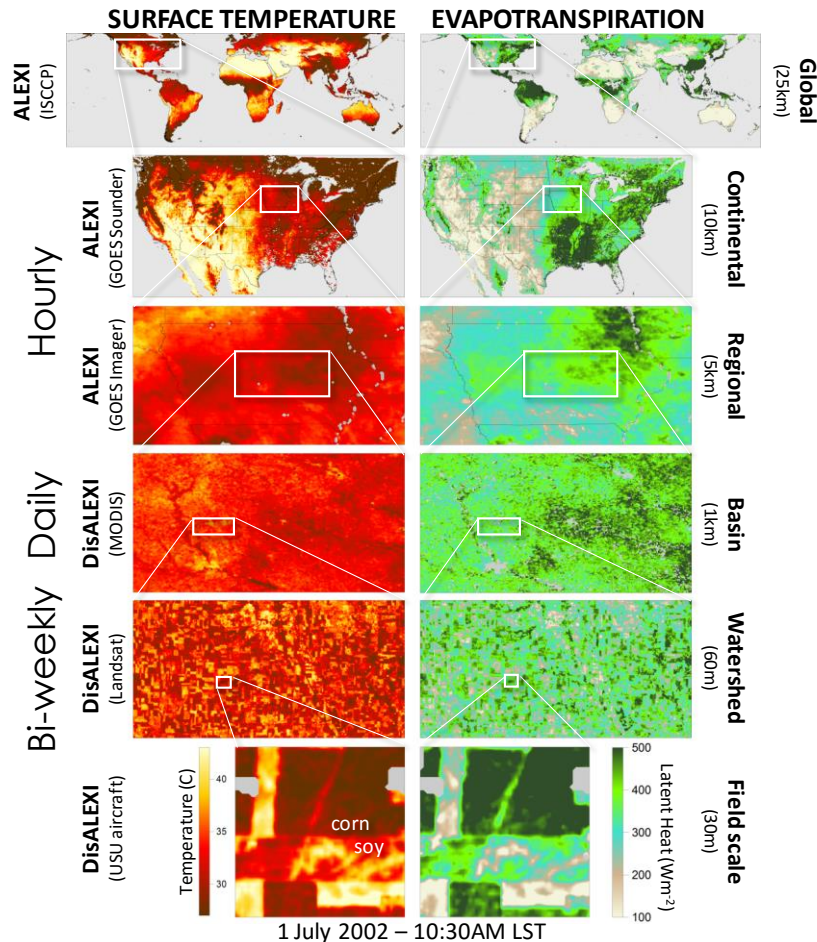 SURFACE TEMPERATURE
EVAPOTRANSPIRATION
ALEXI
(ISCCP)
Global
(25km)
Hourly
ALEXI
(GOES Sounder)
Continental
(10km)
ALEXI
(GOES Imager)
Regional
(5km)
Daily
DisALEXI
(MODIS)
Basin
(1km)
Bi-weekly
DisALEXI
(Landsat)
Watershed
(60m)
DisALEXI
(USU aircraft)
Temperature (C)
40
35
30
corn
soy
500
400
300
200
100
Latent Heat (Wm-2)
Field scale
(30m)
1 July 2002 – 10:30AM LST